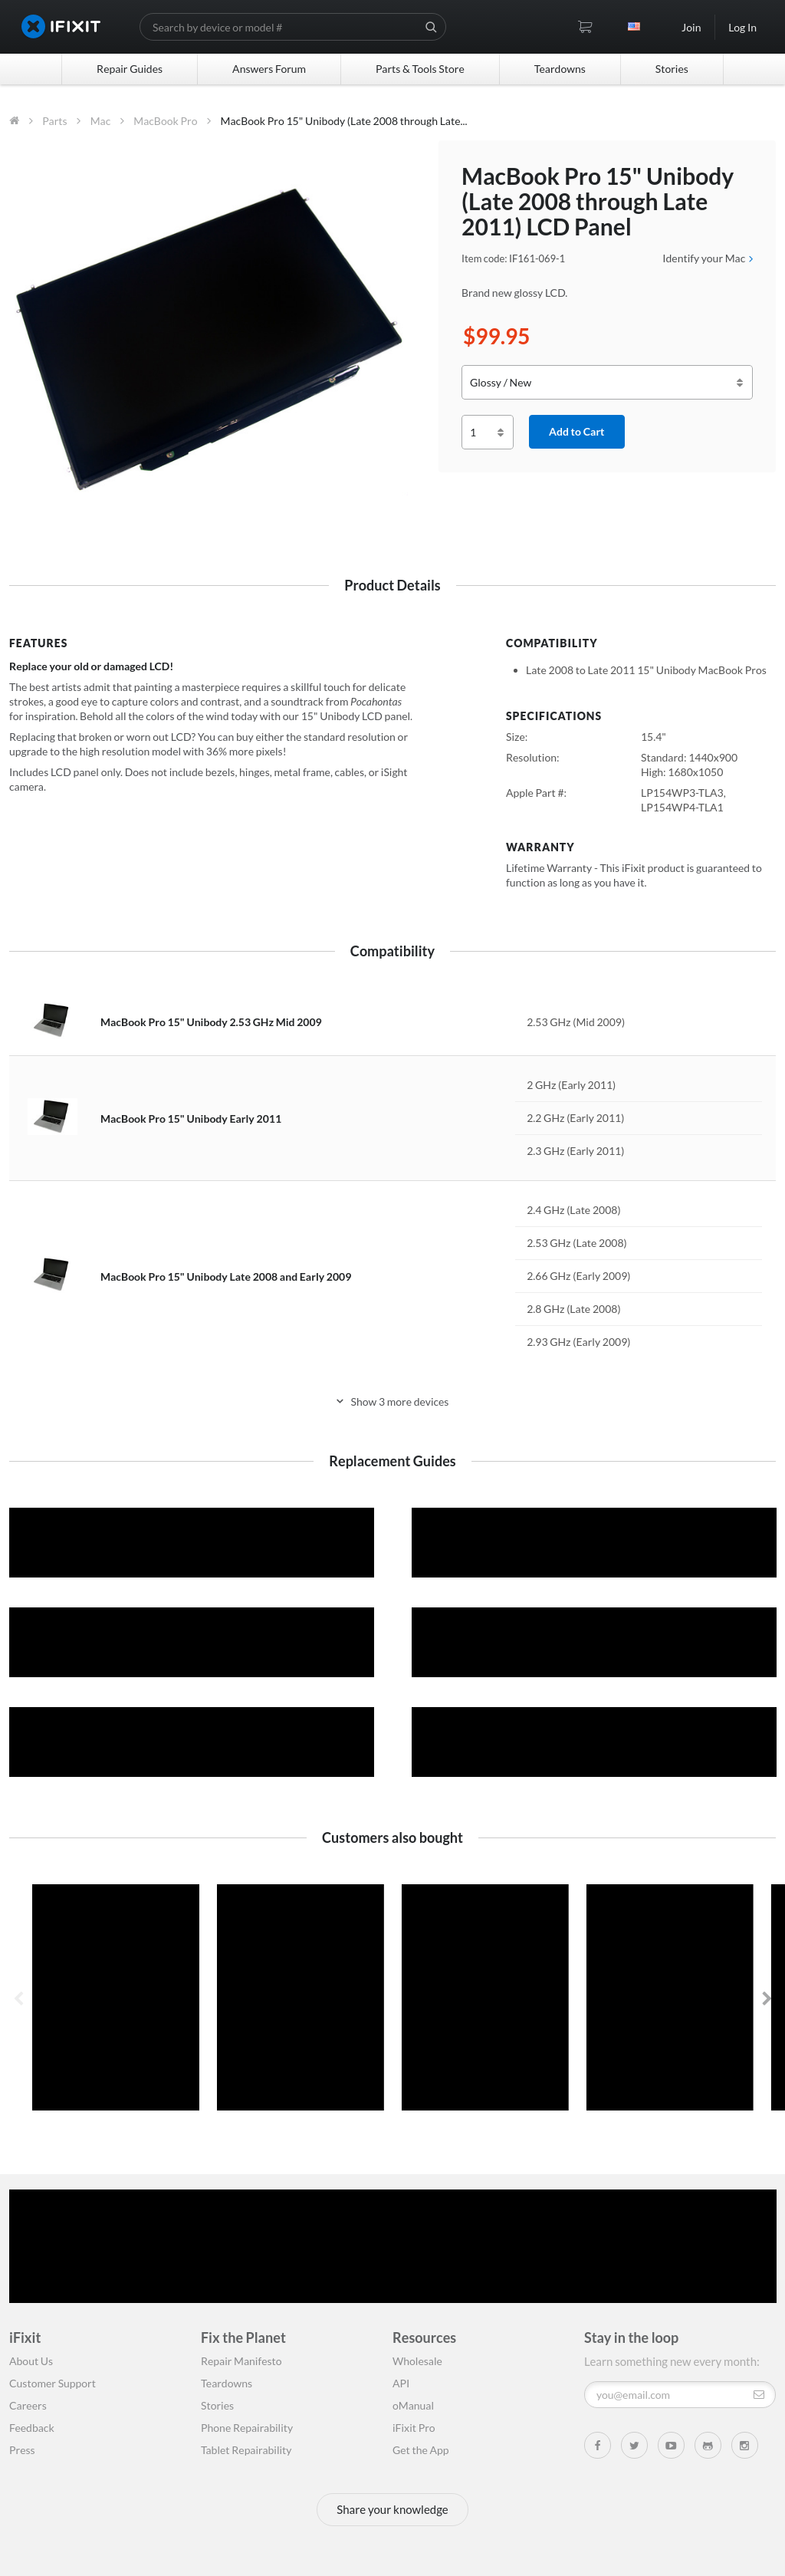 IFIXIT
Search by device or model #
Join
Log In
Repair Guides
Answers Forum
Parts & Tools Store
Teardowns
Stories
Parts
Mac
MacBook Pro
MacBook Pro 15" Unibody (Late 2008 through Late...
MacBook Pro 15" Unibody
(Late 2008 through Late
2011) LCD Panel
Item code: IF161-069-1
Identify your Mac
Brand new glossy LCD.
$99.95
Glossy / New
1
Add to Cart
Product Details
FEATURES
Replace your old or damaged LCD!
The best artists admit that painting a masterpiece requires a skillful touch for delicate
strokes, a good eye to capture colors and contrast, and a soundtrack from Pocahontas
for inspiration. Behold all the colors of the wind today with our 15" Unibody LCD panel.
Replacing that broken or worn out LCD? You can buy either the standard resolution or
upgrade to the high resolution model with 36% more pixels!
Includes LCD panel only. Does not include bezels, hinges, metal frame, cables, or iSight
camera.
COMPATIBILITY
Late 2008 to Late 2011 15" Unibody MacBook Pros
SPECIFICATIONS
Size:
15.4"
Resolution:
Standard: 1440x900
High: 1680x1050
Apple Part #:
LP154WP3-TLA3,
LP154WP4-TLA1
WARRANTY
Lifetime Warranty - This iFixit product is guaranteed to
function as long as you have it.
Compatibility
MacBook Pro 15" Unibody 2.53 GHz Mid 2009
2.53 GHz (Mid 2009)
MacBook Pro 15" Unibody Early 2011
2 GHz (Early 2011)
2.2 GHz (Early 2011)
2.3 GHz (Early 2011)
MacBook Pro 15" Unibody Late 2008 and Early 2009
2.4 GHz (Late 2008)
2.53 GHz (Late 2008)
2.66 GHz (Early 2009)
2.8 GHz (Late 2008)
2.93 GHz (Early 2009)
Show 3 more devices
Replacement Guides
Customers also bought
iFixit
About Us
Customer Support
Careers
Feedback
Press
Fix the Planet
Repair Manifesto
Teardowns
Stories
Phone Repairability
Tablet Repairability
Resources
Wholesale
API
oManual
iFixit Pro
Get the App
Stay in the loop
Learn something new every month:
you@email.com
Share your knowledge